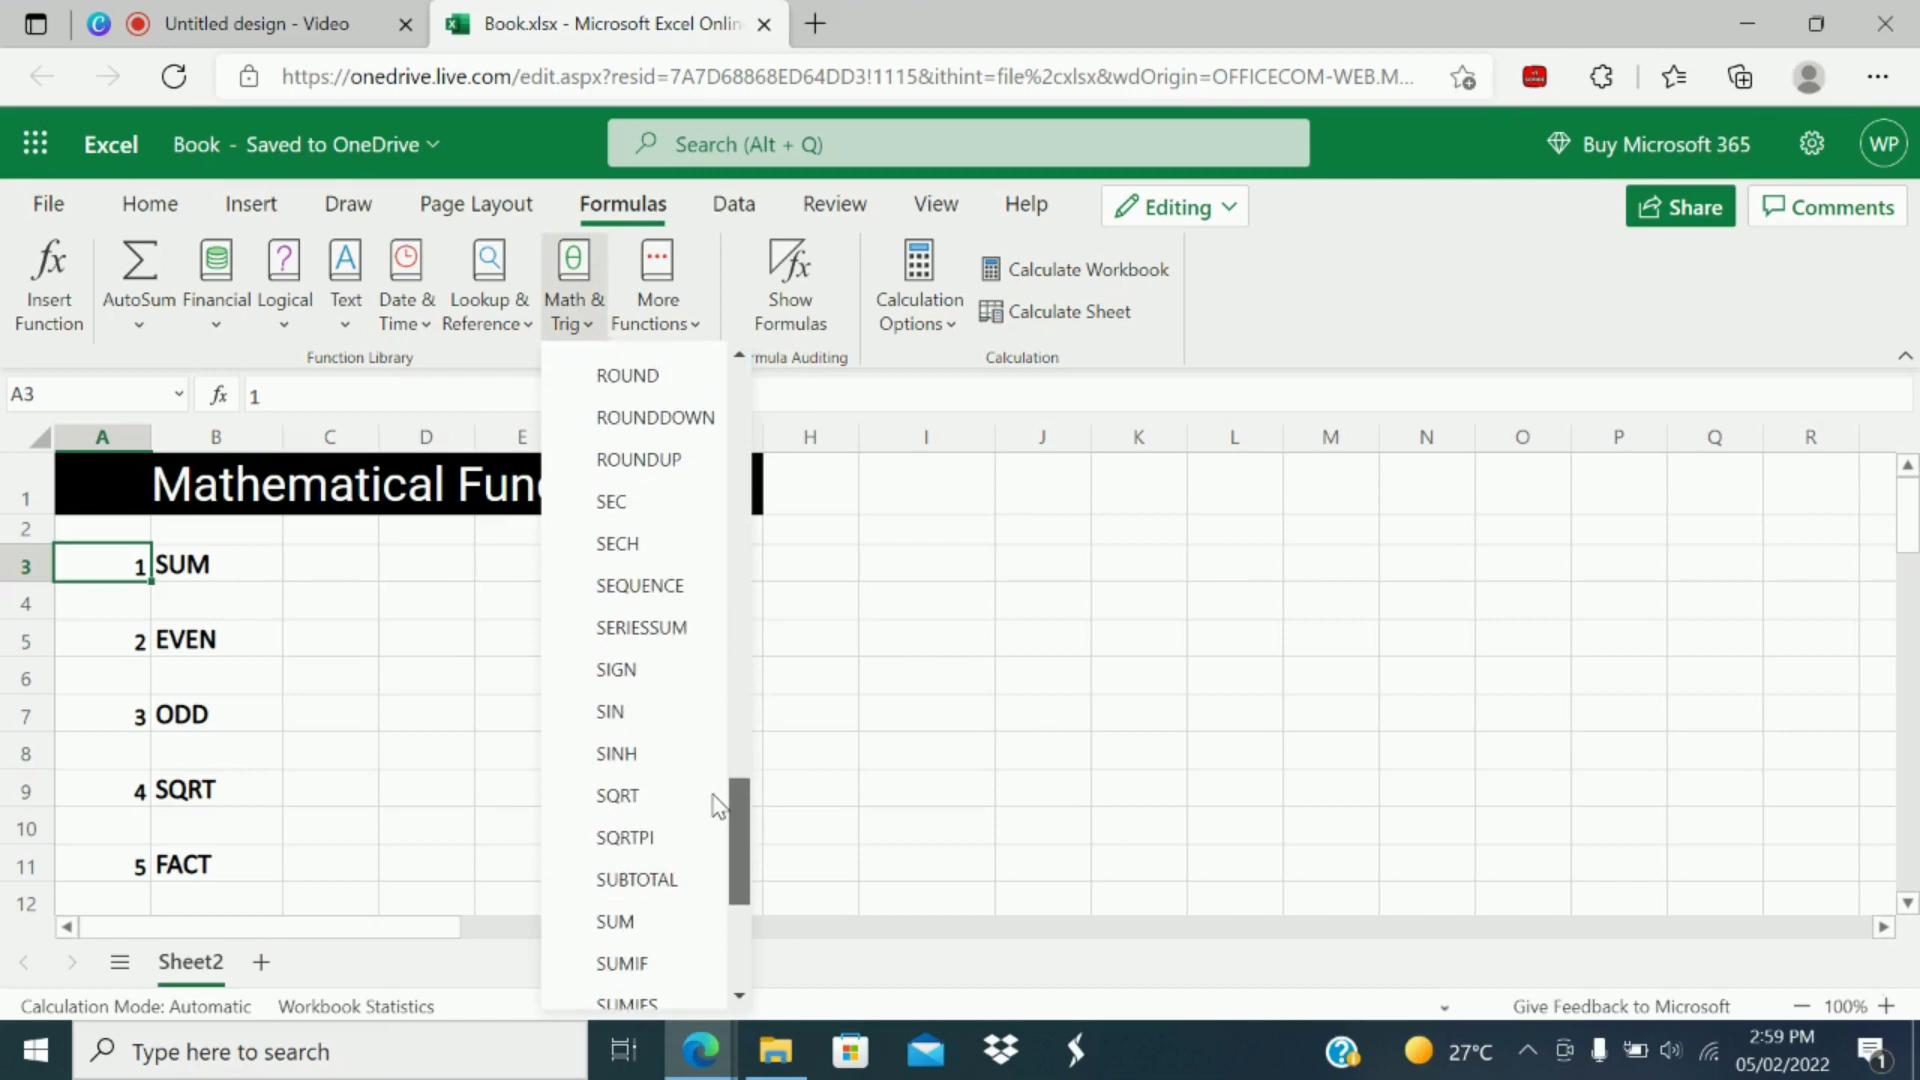 Untitled design - Video
Book.xlsx - Microsoft Excel Onlin
https://onedrive.live.com/edit.aspx?resid=7A7D68868ED64DD3!1115&ithint=file%2cxlsx&wdOrigin=OFFICECOM-WEB.M...
Excel Book - Saved to OneDrive
Search (Alt + Q)
Buy Microsoft 365
WP
File Home Insert Draw Page Layout Formulas Data Review View Help
Editing
Share
Comments
Insert Function
AutoSum
Financial
Logical
Text
Date & Time
Lookup & Reference
Math & Trig
More Functions
Show Formulas
Calculation Options
Calculate Workbook
Calculate Sheet
Function Library
rmula Auditing
Calculation
A3
fx
1
A B C D E H I J K L M N O P Q R
1 Mathematical Func
2
3 1 SUM
4
5 2 EVEN
6
7 3 ODD
8
9 4 SQRT
10
11 5 FACT
12
ROUND
ROUNDDOWN
ROUNDUP
SEC
SECH
SEQUENCE
SERIESSUM
SIGN
SIN
SINH
SQRT
SQRTPI
SUBTOTAL
SUM
SUMIF
SUMIFS
Sheet2
Calculation Mode: Automatic Workbook Statistics
Give Feedback to Microsoft
100%
Type here to search
27°C
2:59 PM
05/02/2022
1